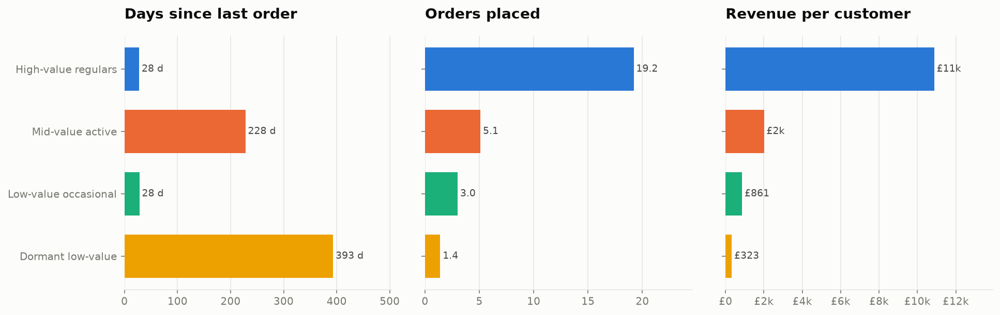 Days since last order
High-value regulars
28 d
Mid-value active
228 d
Low-value occasional
28 d
Dormant low-value
393 d
0 100 200 300 400 500
Orders placed
19.2
5.1
3.0
1.4
0 5 10 15 20
Revenue per customer
£11k
£2k
£861
£323
£0 £2k £4k £6k £8k £10k £12k